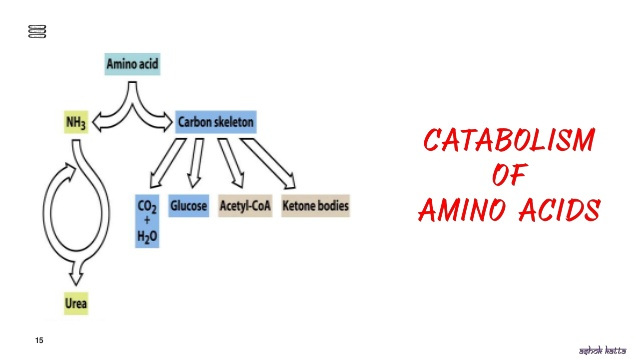 Amino acid
NH3
Carbon skeleton
CO2
+
H2O
Glucose
Acetyl-CoA
Ketone bodies
Urea
CATABOLISM
OF
AMINO ACIDS
15
ashok katta